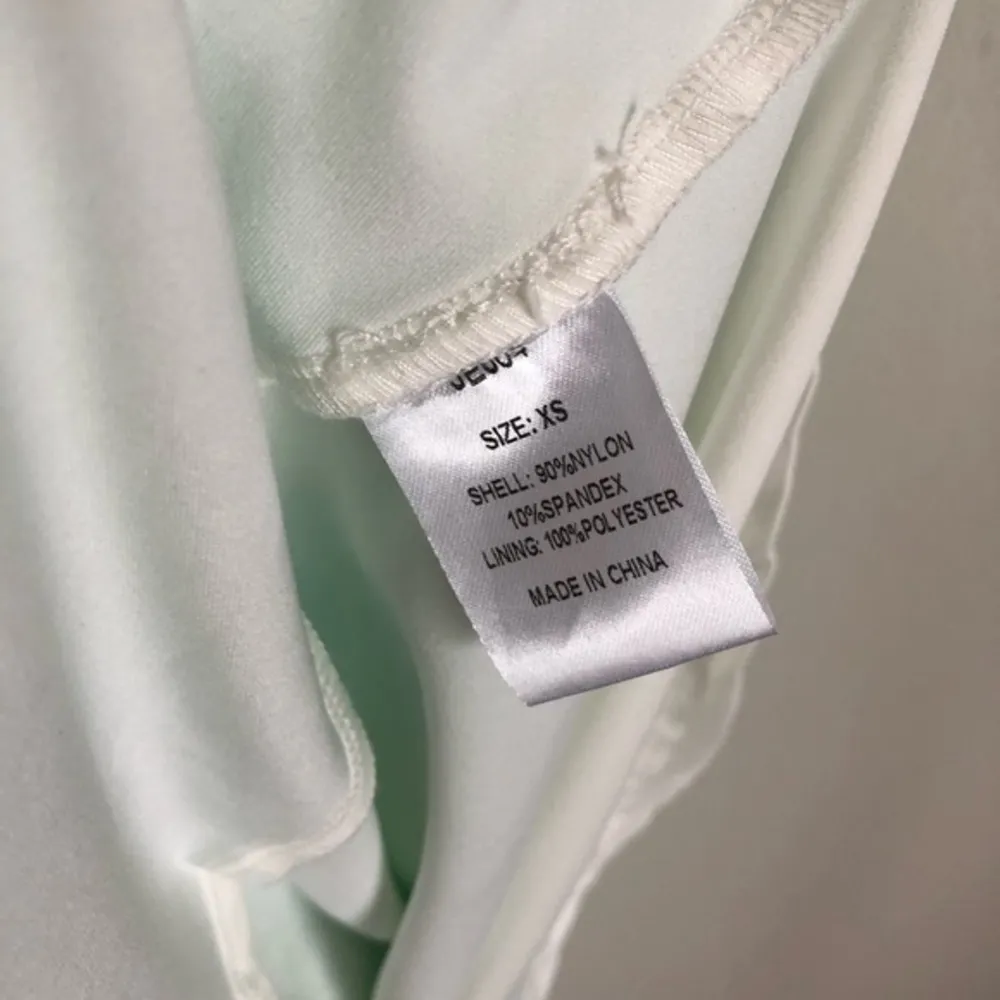 SIZE: XS
SHELL: 90%NYLON
10%SPANDEX
LINING: 100%POLYESTER
MADE IN CHINA